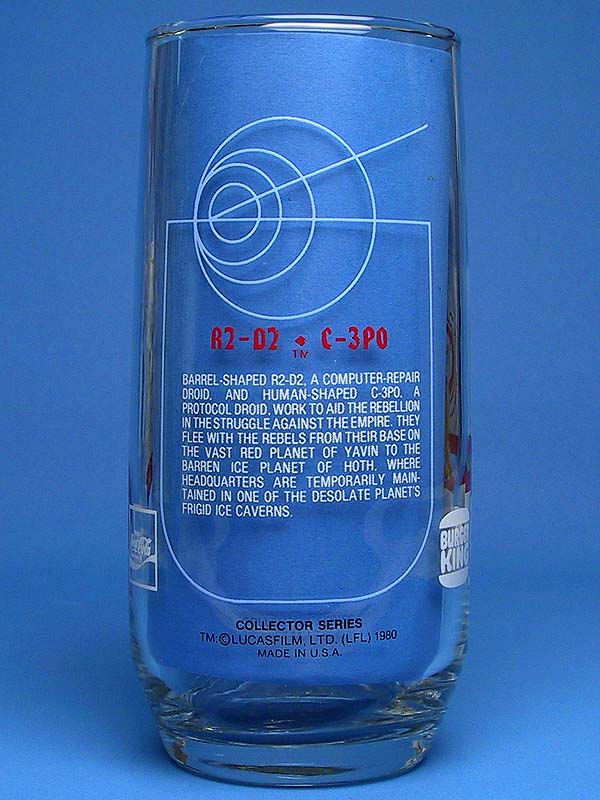 R2-D2 ◆ C-3PO
TM
BARREL-SHAPED R2-D2, A COMPUTER-REPAIR
DROID, AND HUMAN-SHAPED C-3PO, A
PROTOCOL DROID, WORK TO AID THE REBELLION
IN THE STRUGGLE AGAINST THE EMPIRE. THEY
FLEE WITH THE REBELS FROM THEIR BASE ON
THE VAST RED PLANET OF YAVIN TO THE
BARREN ICE PLANET OF HOTH, WHERE
HEADQUARTERS ARE TEMPORARILY MAIN-
TAINED IN ONE OF THE DESOLATE PLANET'S
FRIGID ICE CAVERNS.
Coca-Cola
BURGER
KING
COLLECTOR SERIES
TM:©LUCASFILM, LTD. (LFL) 1980
MADE IN U.S.A.